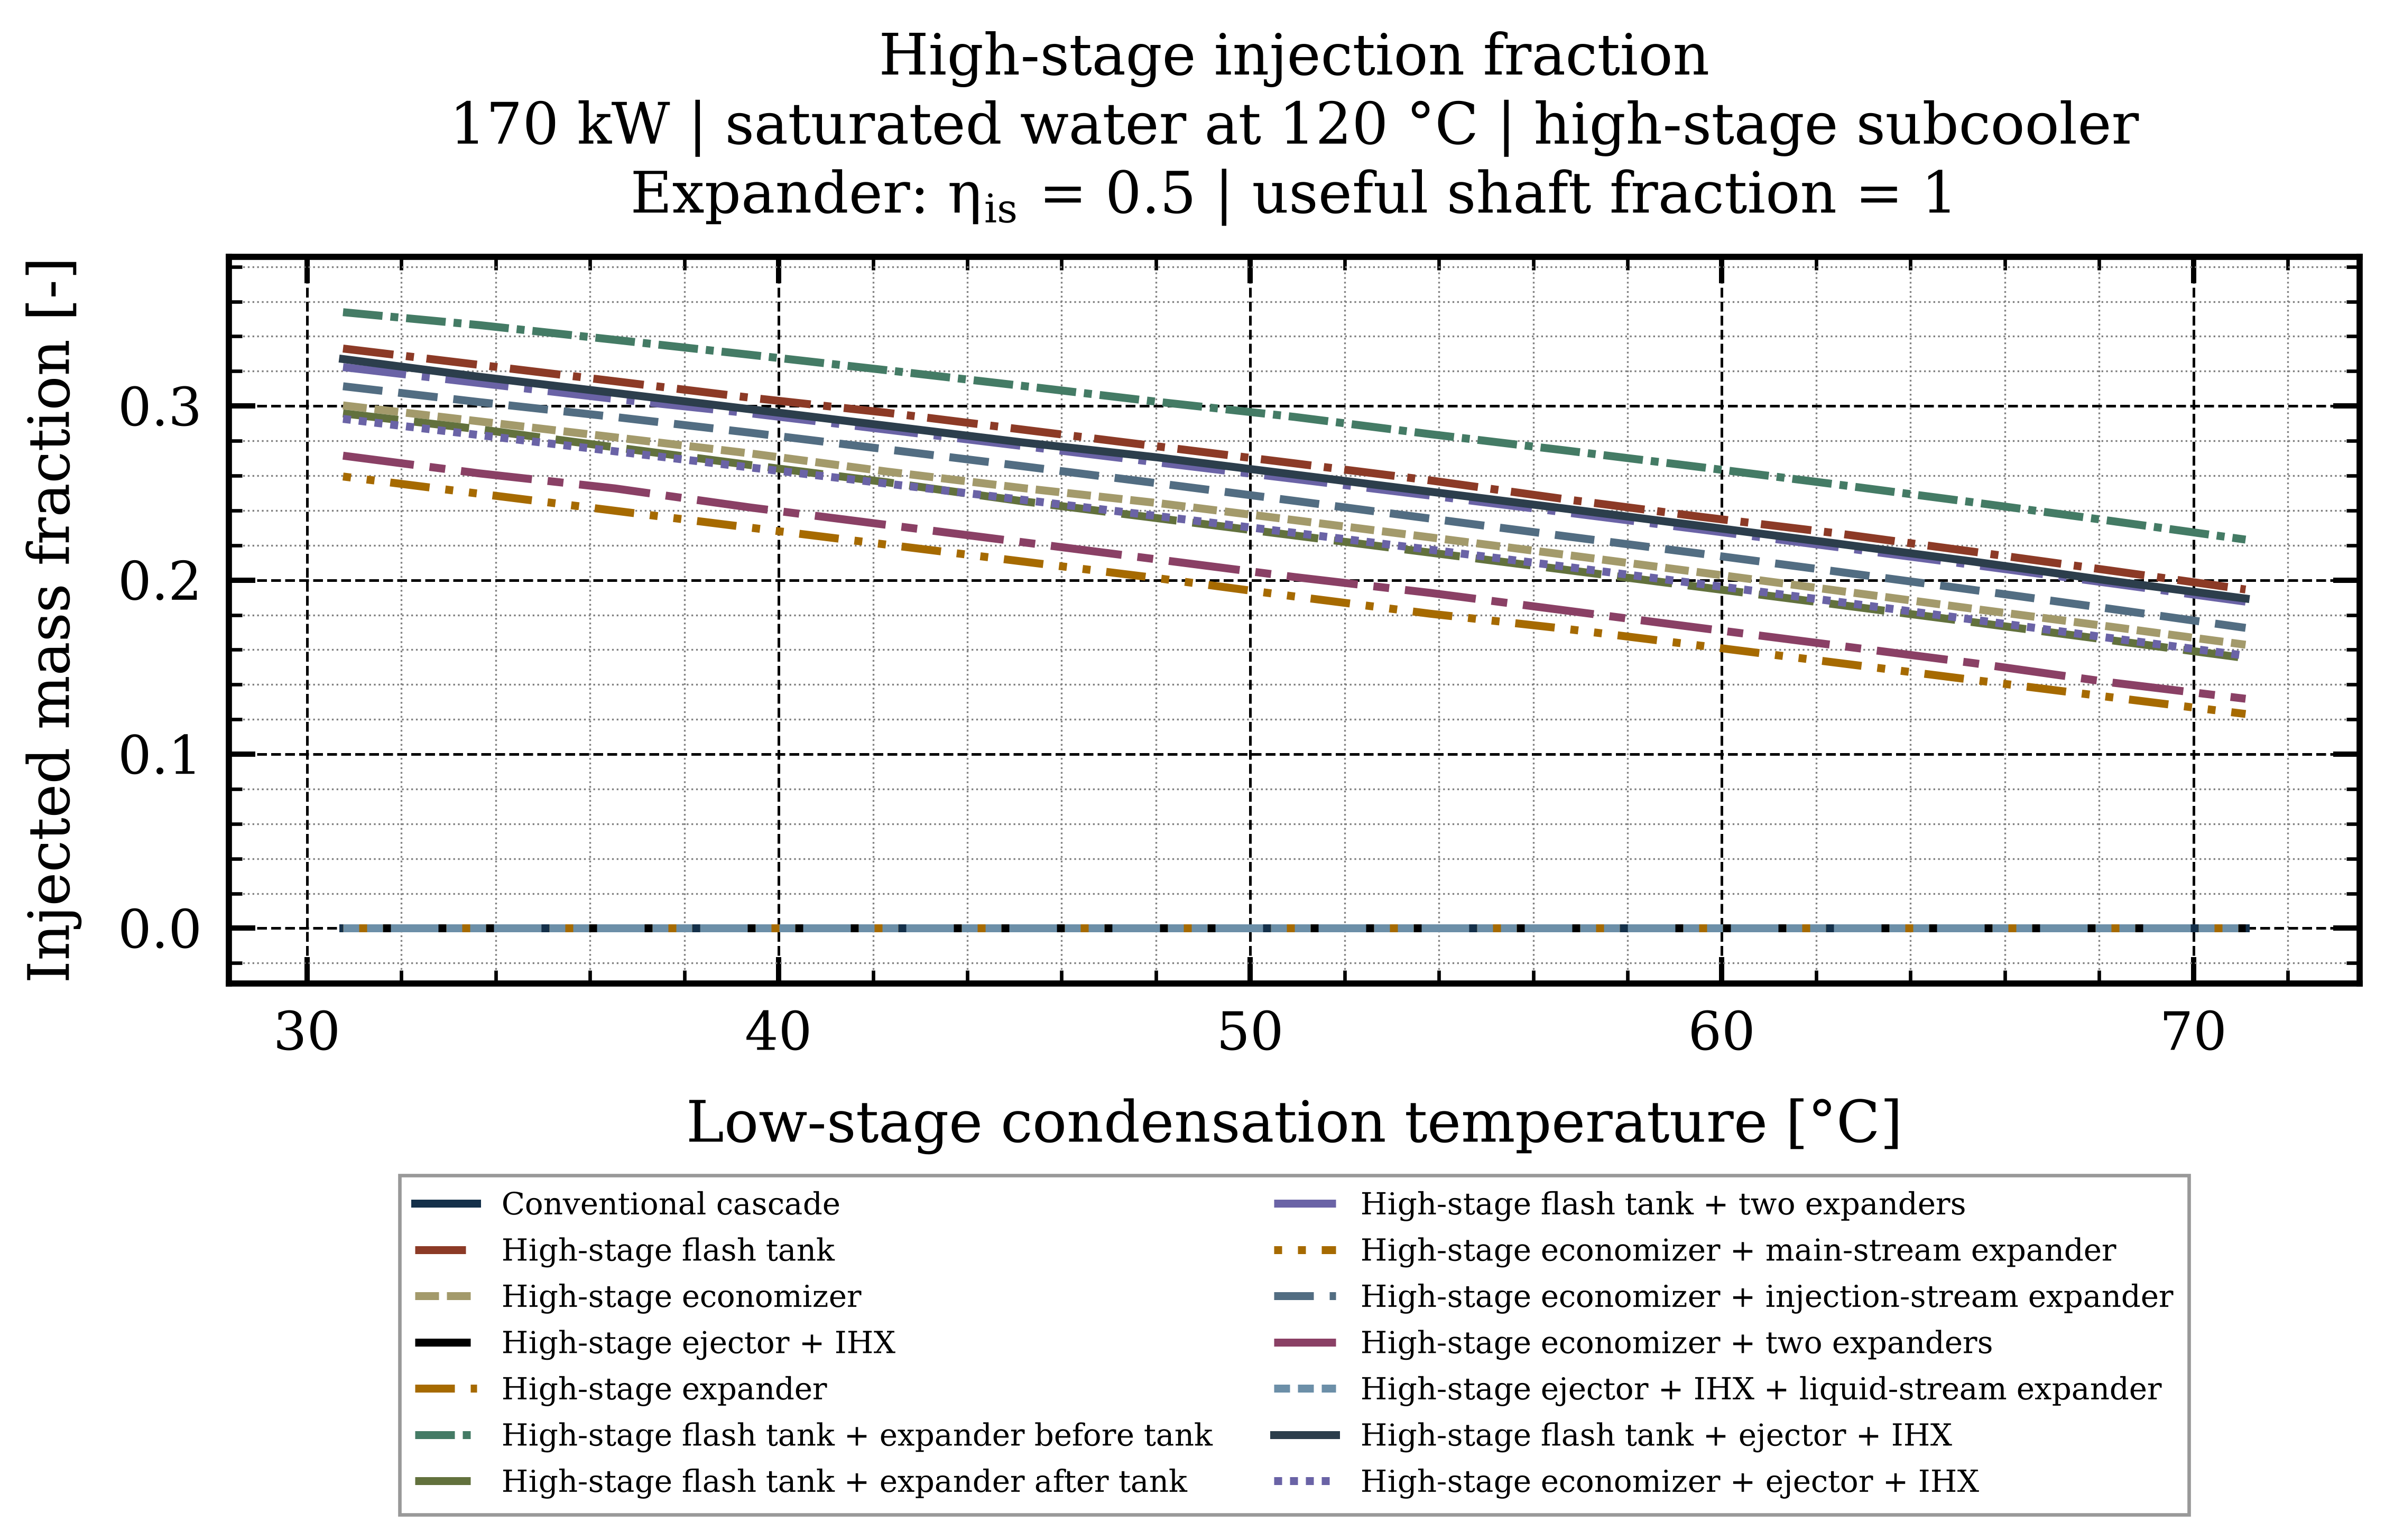 High-stage injection fraction
170 kW | saturated water at 120 °C | high-stage subcooler
Expander: ηis = 0.5 | useful shaft fraction = 1
Injected mass fraction [-]
0.3
0.2
0.1
0.0
30 40 50 60 70
Low-stage condensation temperature [°C]
Conventional cascade
High-stage flash tank
High-stage economizer
High-stage ejector + IHX
High-stage expander
High-stage flash tank + expander before tank
High-stage flash tank + expander after tank
High-stage flash tank + two expanders
High-stage economizer + main-stream expander
High-stage economizer + injection-stream expander
High-stage economizer + two expanders
High-stage ejector + IHX + liquid-stream expander
High-stage flash tank + ejector + IHX
High-stage economizer + ejector + IHX